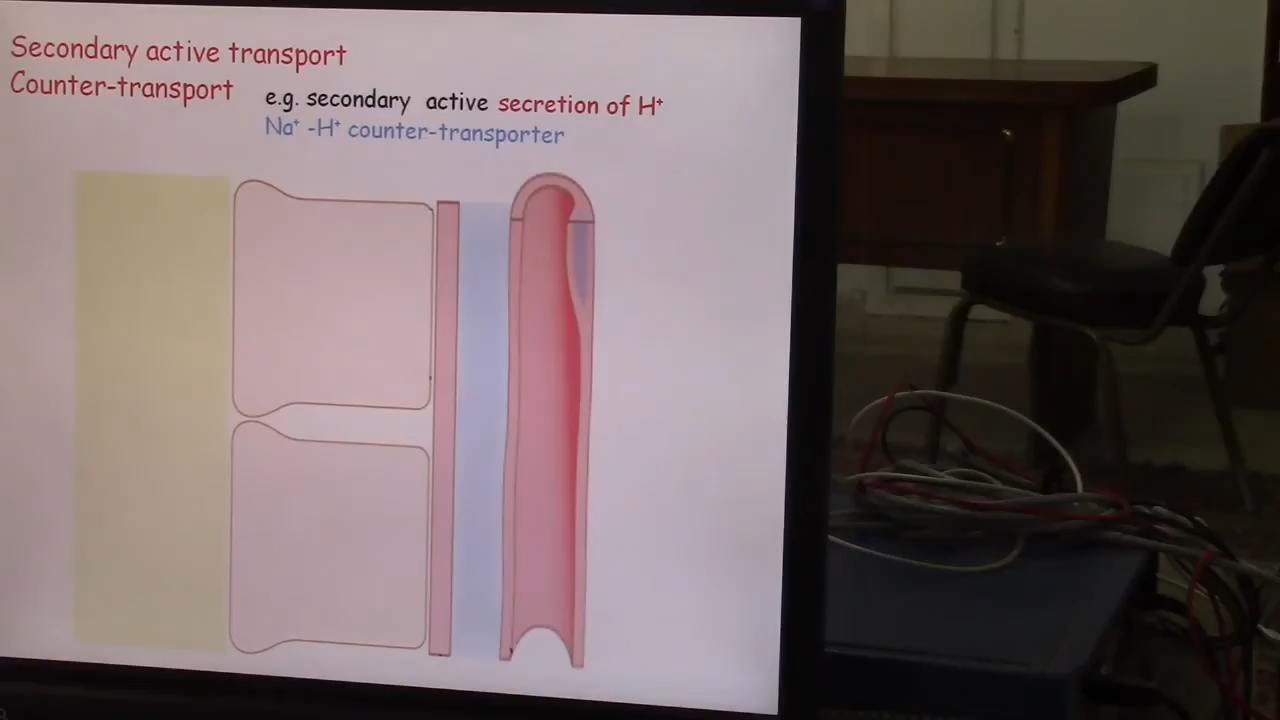 Secondary active transport
Counter-transport
e.g. secondary active secretion of H⁺
Na⁺ -H⁺ counter-transporter